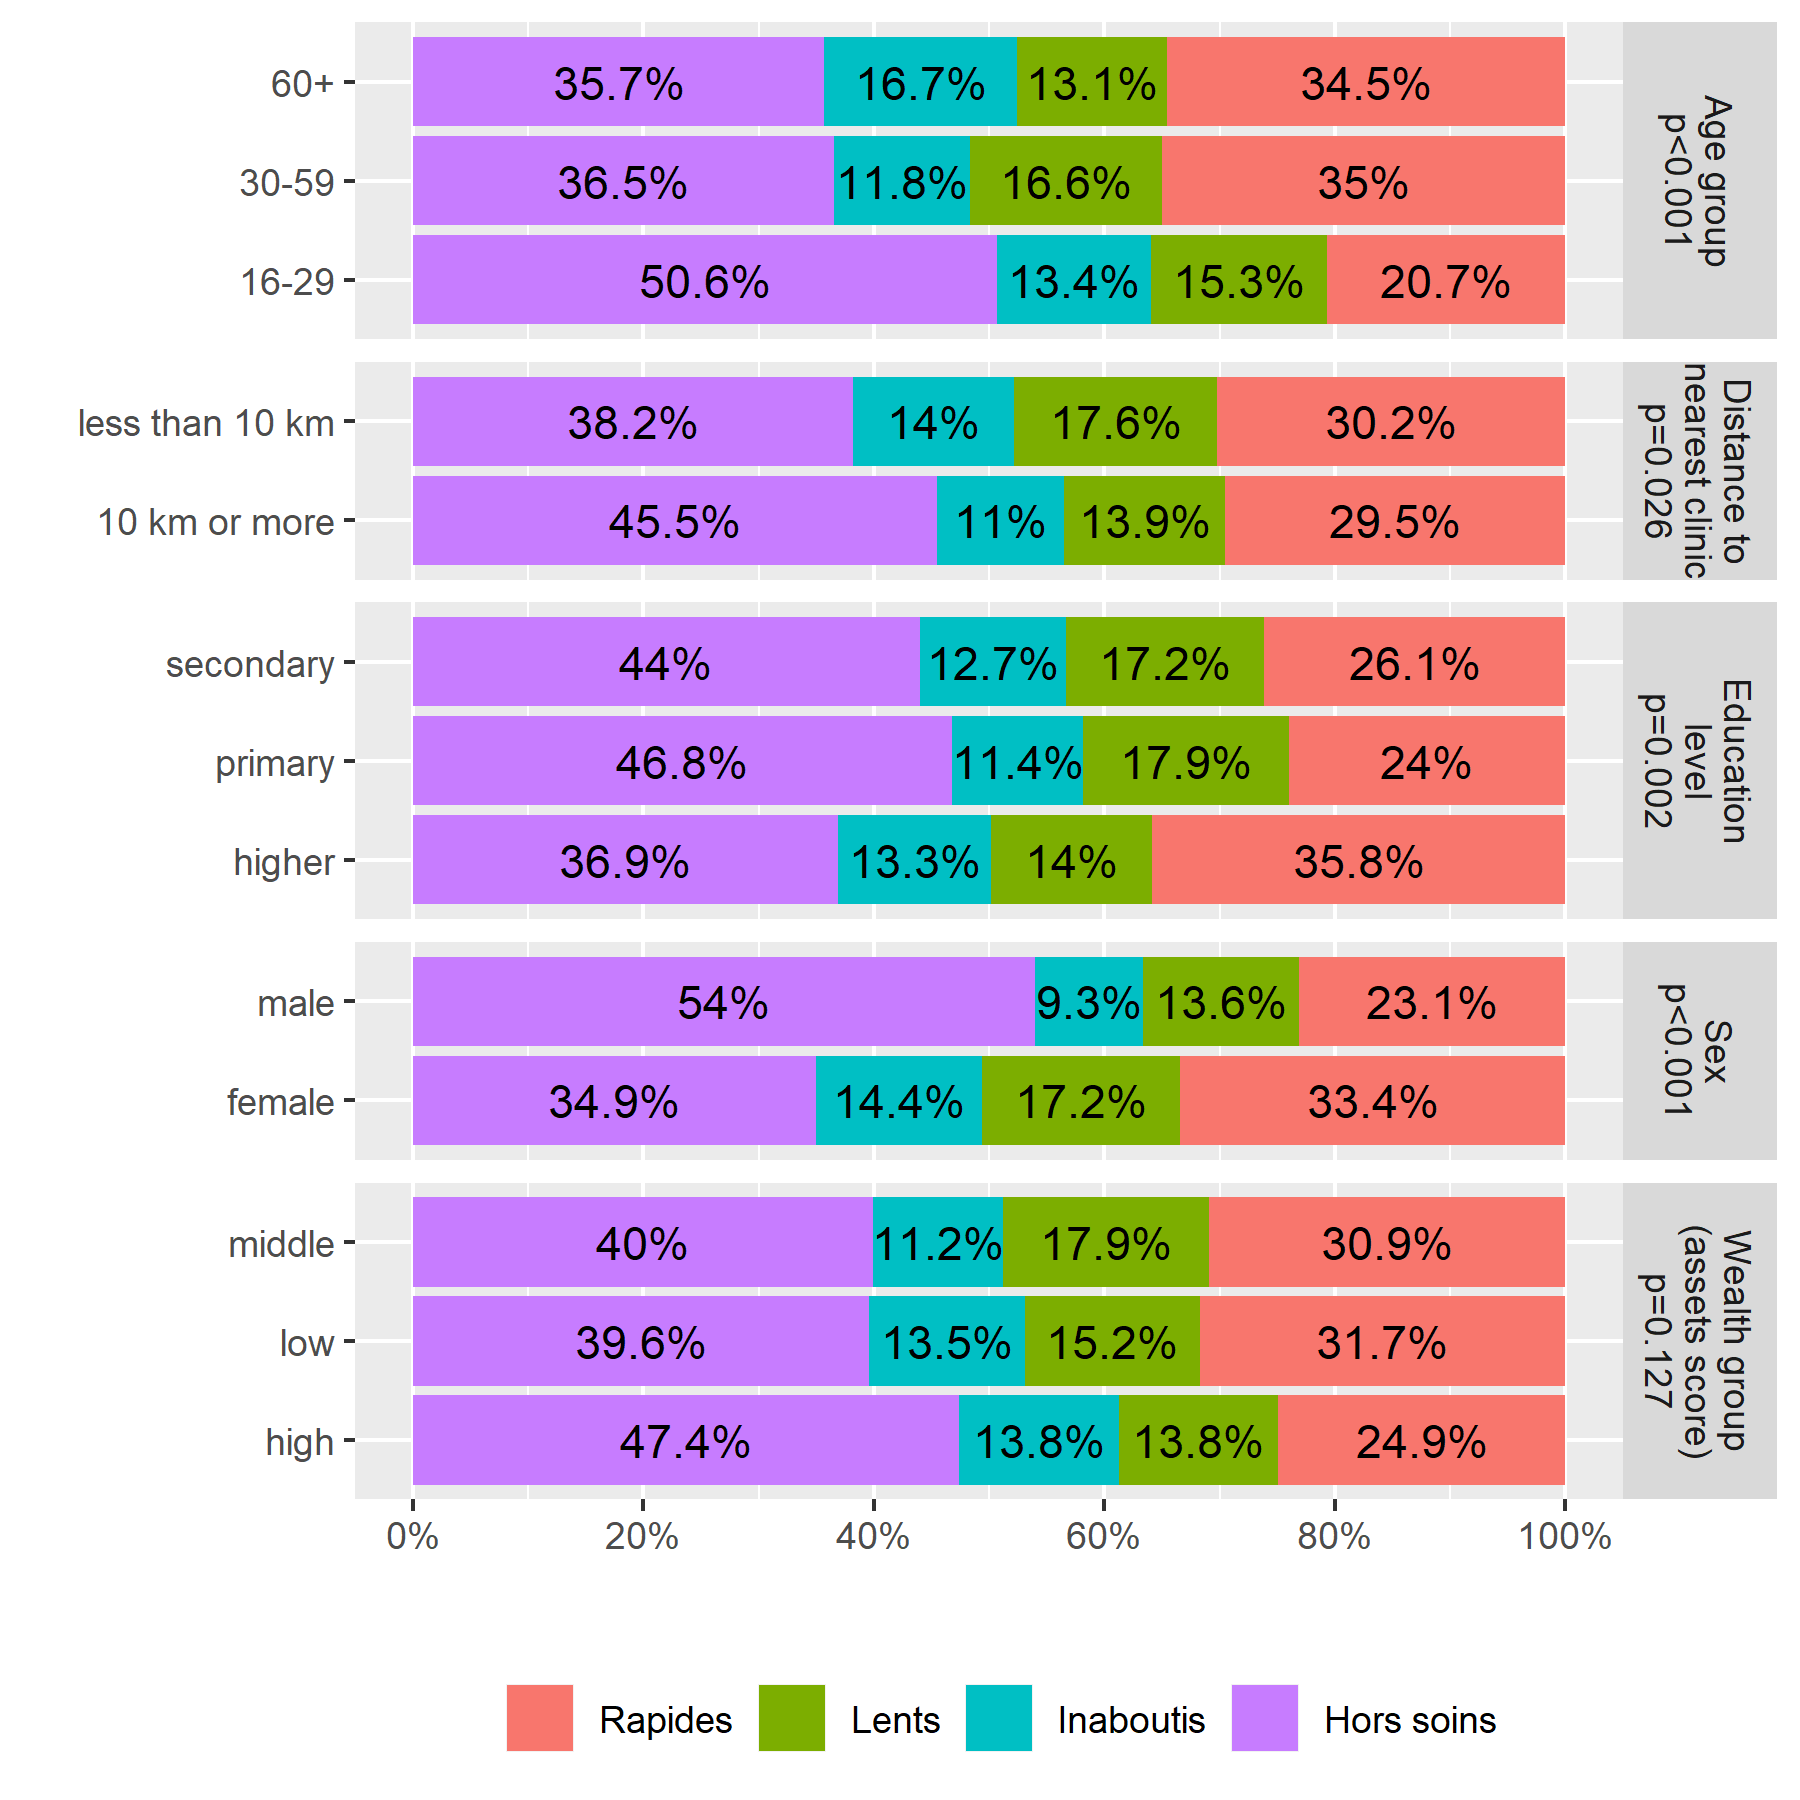 60+ 35.7% 16.7% 13.1% 34.5%
30-59 36.5% 11.8% 16.6% 35%
16-29 50.6% 13.4% 15.3% 20.7%
Age group
p<0.001
less than 10 km 38.2% 14% 17.6% 30.2%
10 km or more 45.5% 11% 13.9% 29.5%
Distance to
nearest clinic
p=0.026
secondary 44% 12.7% 17.2% 26.1%
primary 46.8% 11.4% 17.9% 24%
higher 36.9% 13.3% 14% 35.8%
Education
level
p=0.002
male 54% 9.3% 13.6% 23.1%
female 34.9% 14.4% 17.2% 33.4%
Sex
p<0.001
middle 40% 11.2% 17.9% 30.9%
low 39.6% 13.5% 15.2% 31.7%
high 47.4% 13.8% 13.8% 24.9%
Wealth group
(assets score)
p=0.127
0% 20% 40% 60% 80% 100%
Rapides Lents Inaboutis Hors soins